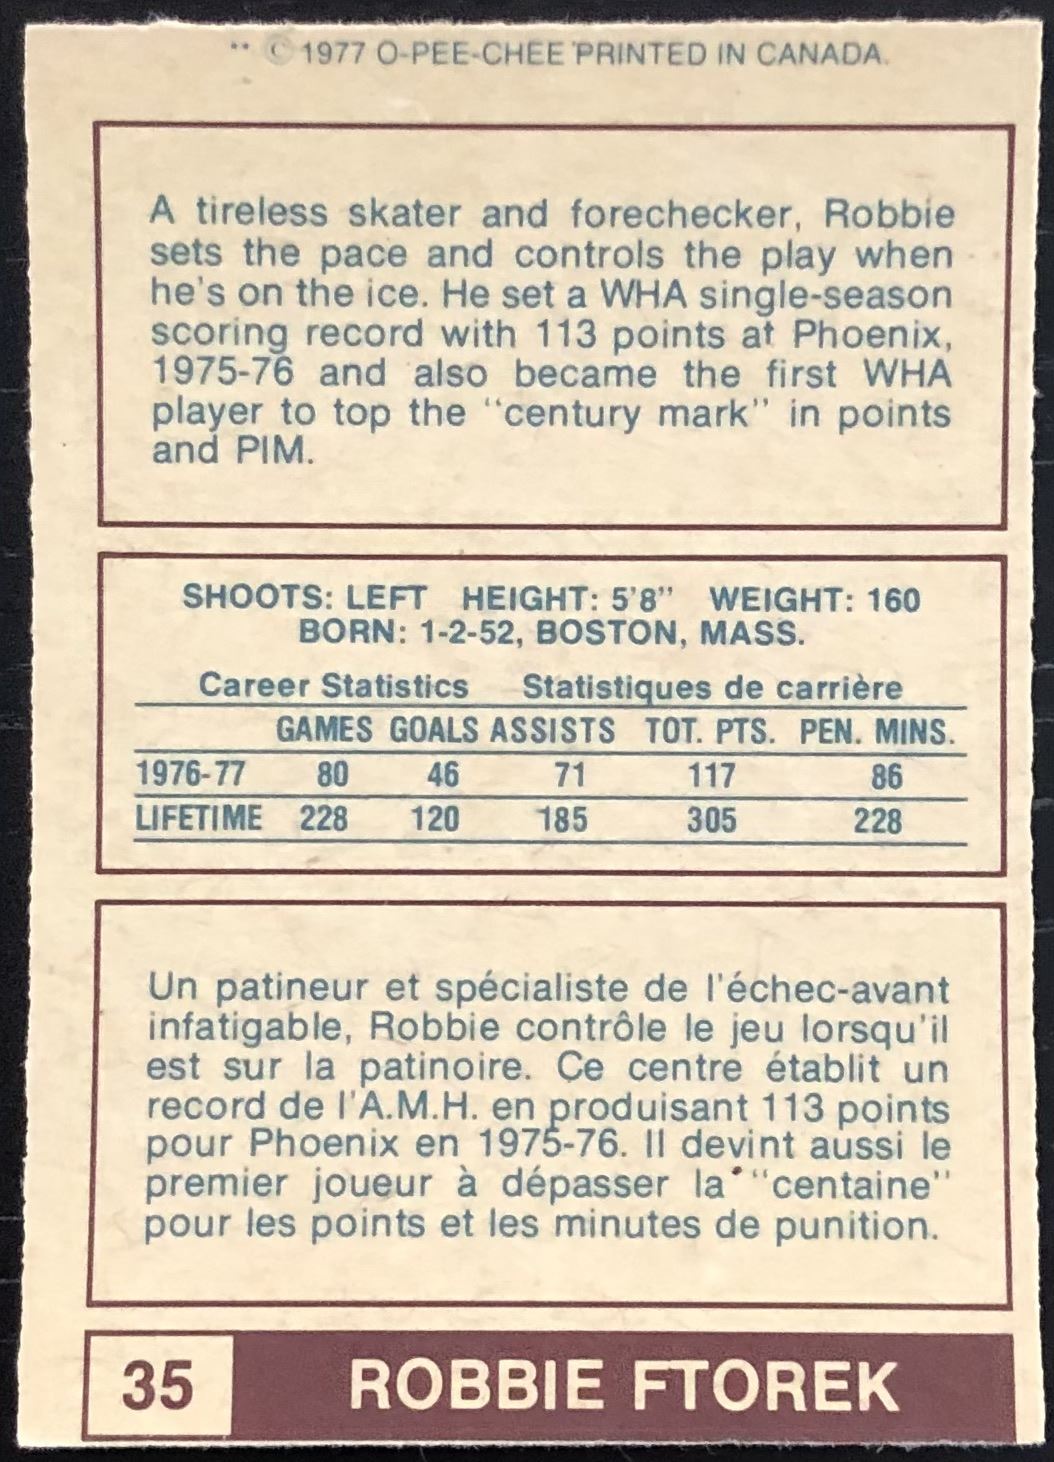 ** © 1977 O-PEE-CHEE PRINTED IN CANADA.
A tireless skater and forechecker, Robbie
sets the pace and controls the play when
he's on the ice. He set a WHA single-season
scoring record with 113 points at Phoenix,
1975-76 and also became the first WHA
player to top the "century mark" in points
and PIM.
SHOOTS: LEFT HEIGHT: 5'8" WEIGHT: 160
BORN: 1-2-52, BOSTON, MASS.
Career Statistics Statistiques de carrière
GAMES GOALS ASSISTS TOT. PTS. PEN. MINS.
1976-77 80 46 71 117 86
LIFETIME 228 120 185 305 228
Un patineur et spécialiste de l'échec-avant
infatigable, Robbie contrôle le jeu lorsqu'il
est sur la patinoire. Ce centre établit un
record de l'A.M.H. en produisant 113 points
pour Phoenix en 1975-76. Il devint aussi le
premier joueur à dépasser la "centaine"
pour les points et les minutes de punition.
35 ROBBIE FTOREK